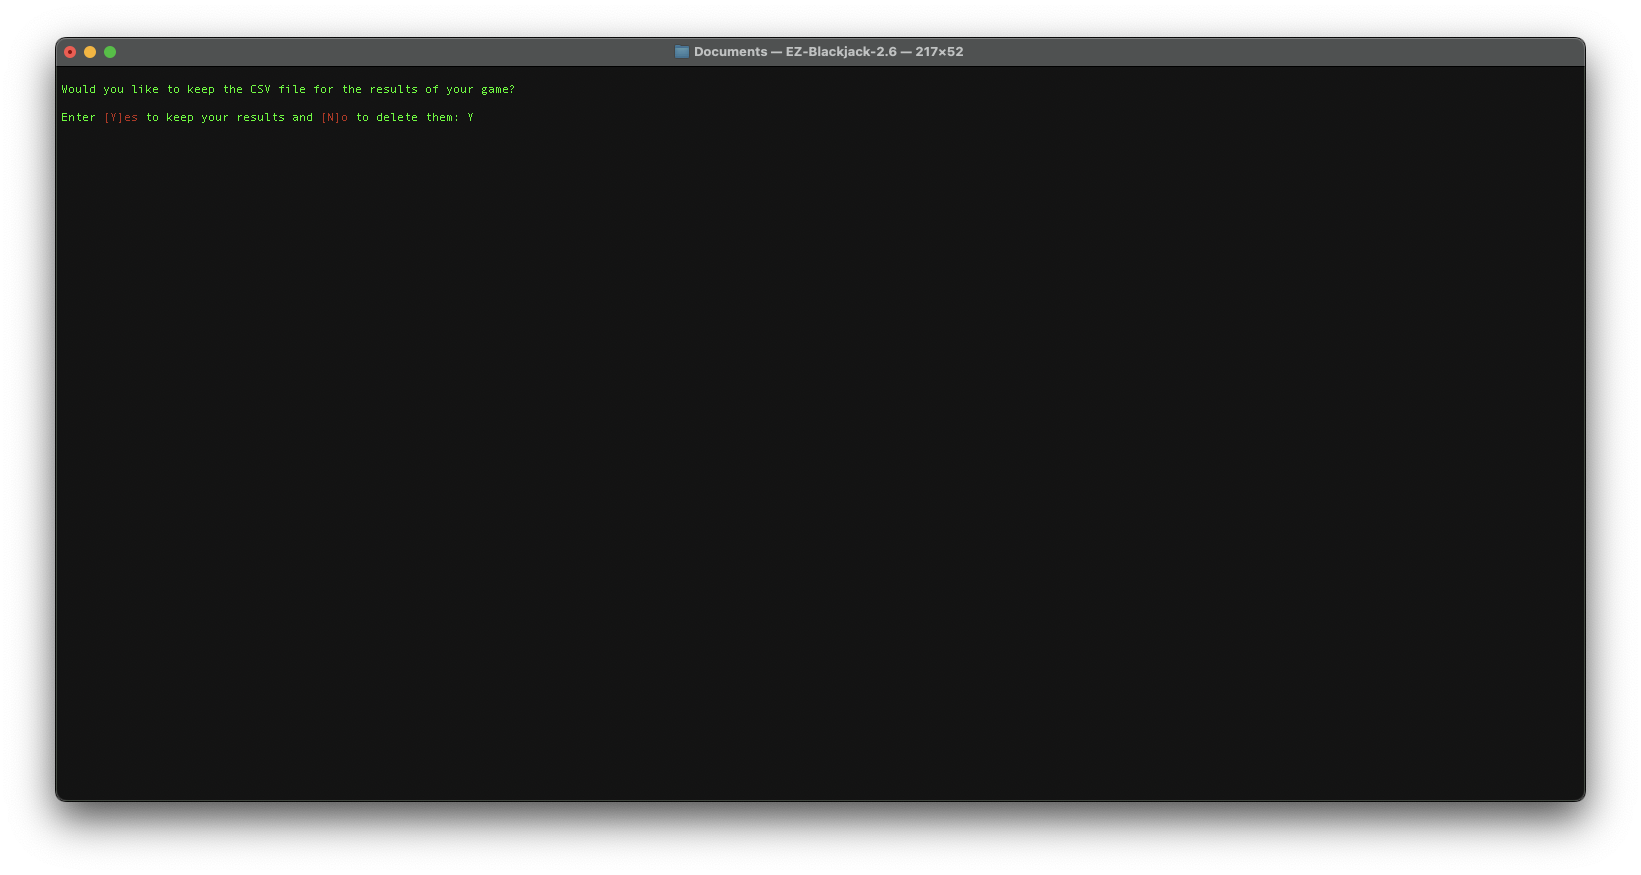 Documents — EZ-Blackjack-2.6 — 217×52
Would you like to keep the CSV file for the results of your game?
Enter [Y]es to keep your results and [N]o to delete them: Y